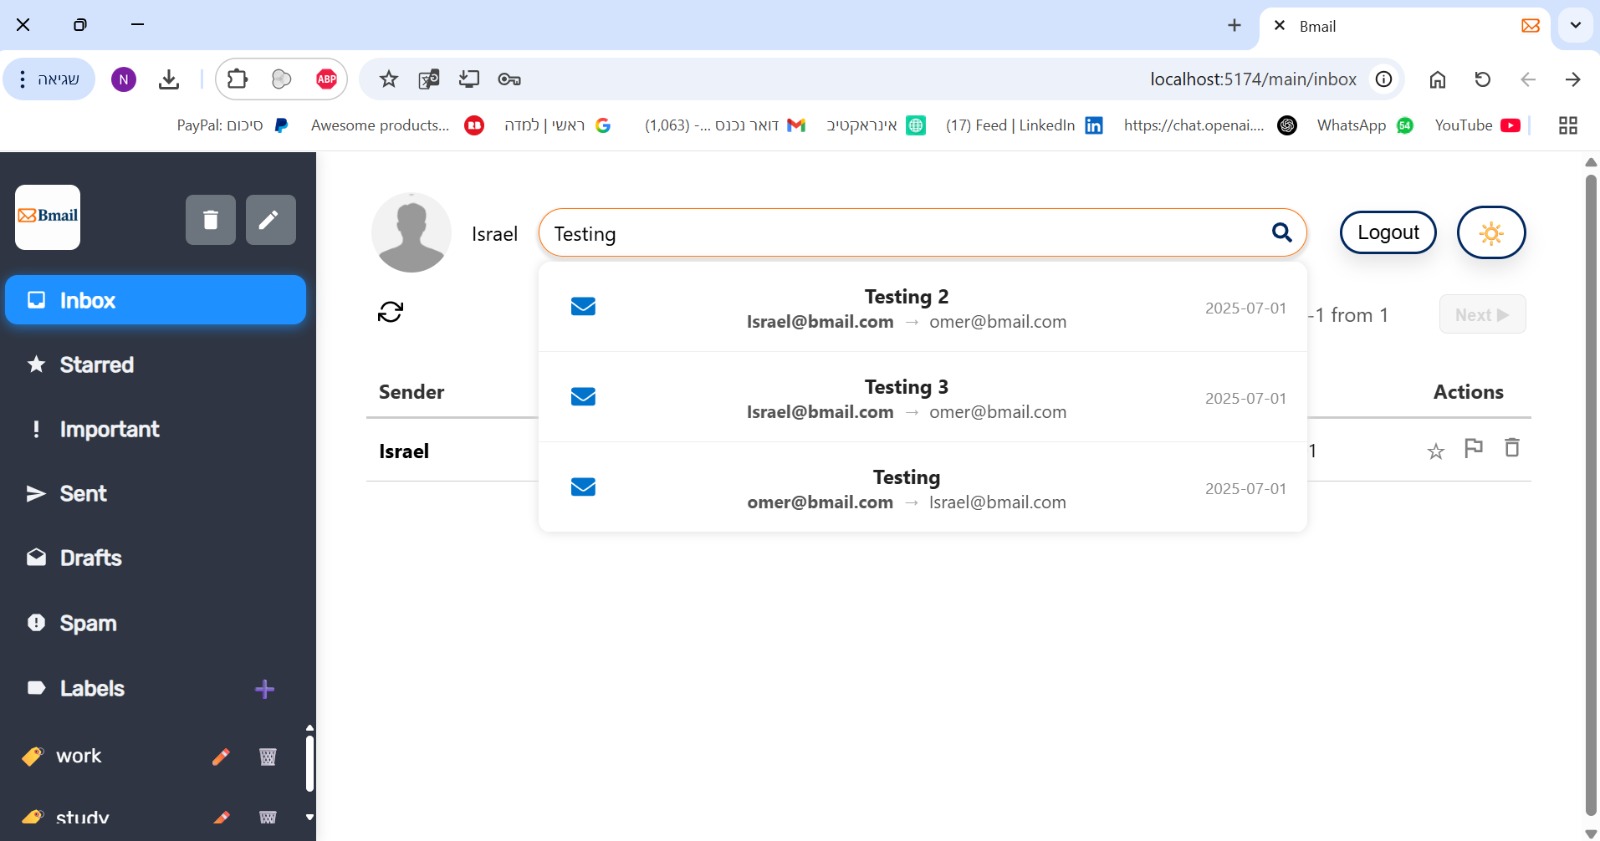 Bmail
שגיאה
N
ABP
localhost:5174/main/inbox
PayPal: סיכום
Awesome products...
ראשי | למדה
דואר נכנס ...- (1,063)
אינראקטיב
(17) Feed | LinkedIn
https://chat.openai....
WhatsApp
54
YouTube
Bmail
Israel
Testing
Logout
Inbox
Starred
Important
Sent
Drafts
Spam
Labels
work
study
Testing 2
Israel@bmail.com → omer@bmail.com
2025-07-01
Testing 3
Israel@bmail.com → omer@bmail.com
2025-07-01
Testing
omer@bmail.com → Israel@bmail.com
2025-07-01
-1 from 1
Next ▶
Sender
Actions
Israel
1